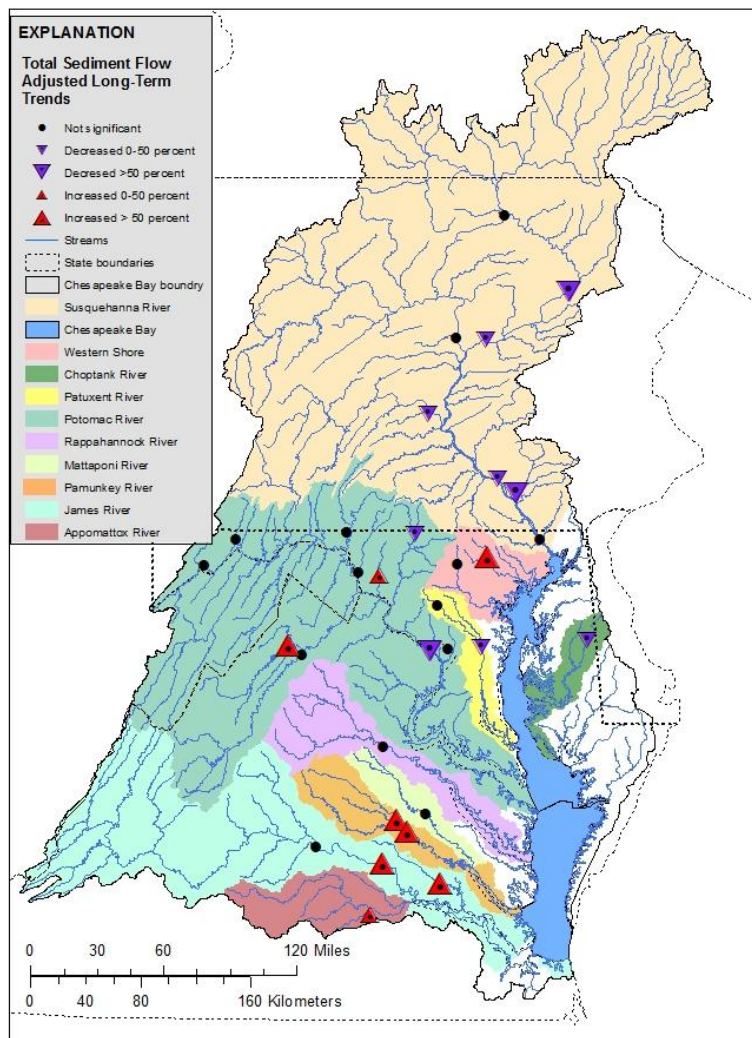 EXPLANATION
Total Sediment Flow
Adjusted Long-Term
Trends
Not significant
Decreased 0-50 percent
Decresed >50 percent
Increased 0-50 percent
Increased > 50 percent
Streams
State boundaries
Chesapeake Bay boundry
Susquehanna River
Chesapeake Bay
Western Shore
Choptank River
Patuxent River
Potomac River
Rappahannock River
Mattaponi River
Pamunkey River
James River
Appomattox River
0 30 60 120 Miles
0 40 80 160 Kilometers